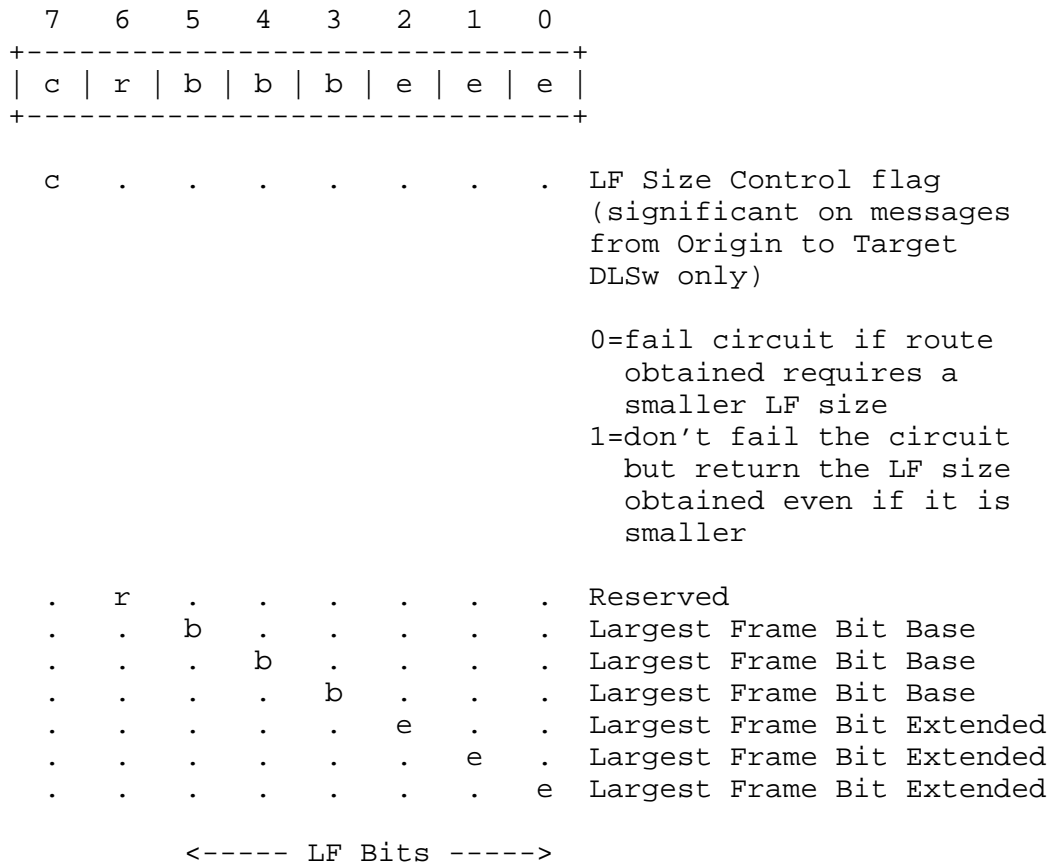 7 6 5 4 3 2 1 0
+-------------------------------+
| c | r | b | b | b | e | e | e |
+-------------------------------+
c . . . . . . . LF Size Control flag
(significant on messages
from Origin to Target
DLSw only)
0=fail circuit if route
obtained requires a
smaller LF size
1=don't fail the circuit
but return the LF size
obtained even if it is
smaller
. r . . . . . . Reserved
. . b . . . . . Largest Frame Bit Base
. . . b . . . . Largest Frame Bit Base
. . . . b . . . Largest Frame Bit Base
. . . . . e . . Largest Frame Bit Extended
. . . . . . e . Largest Frame Bit Extended
. . . . . . . e Largest Frame Bit Extended
<----- LF Bits ----->